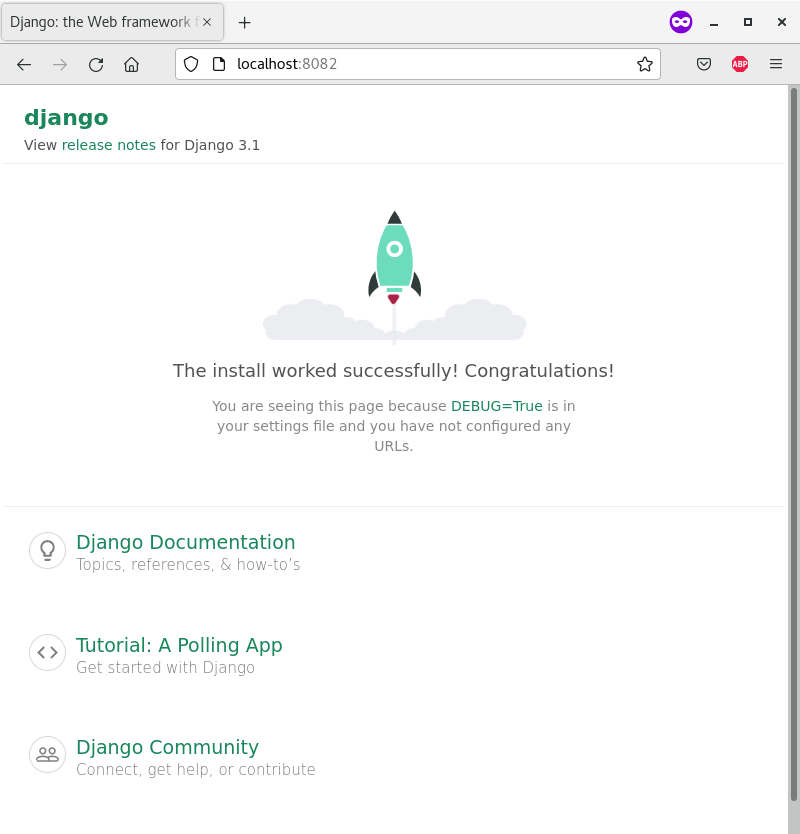 Django: the Web framework f
localhost:8082
ABP
django
View release notes for Django 3.1
The install worked successfully! Congratulations!
You are seeing this page because DEBUG=True is in
your settings file and you have not configured any
URLs.
Django Documentation
Topics, references, & how-to’s
Tutorial: A Polling App
Get started with Django
Django Community
Connect, get help, or contribute